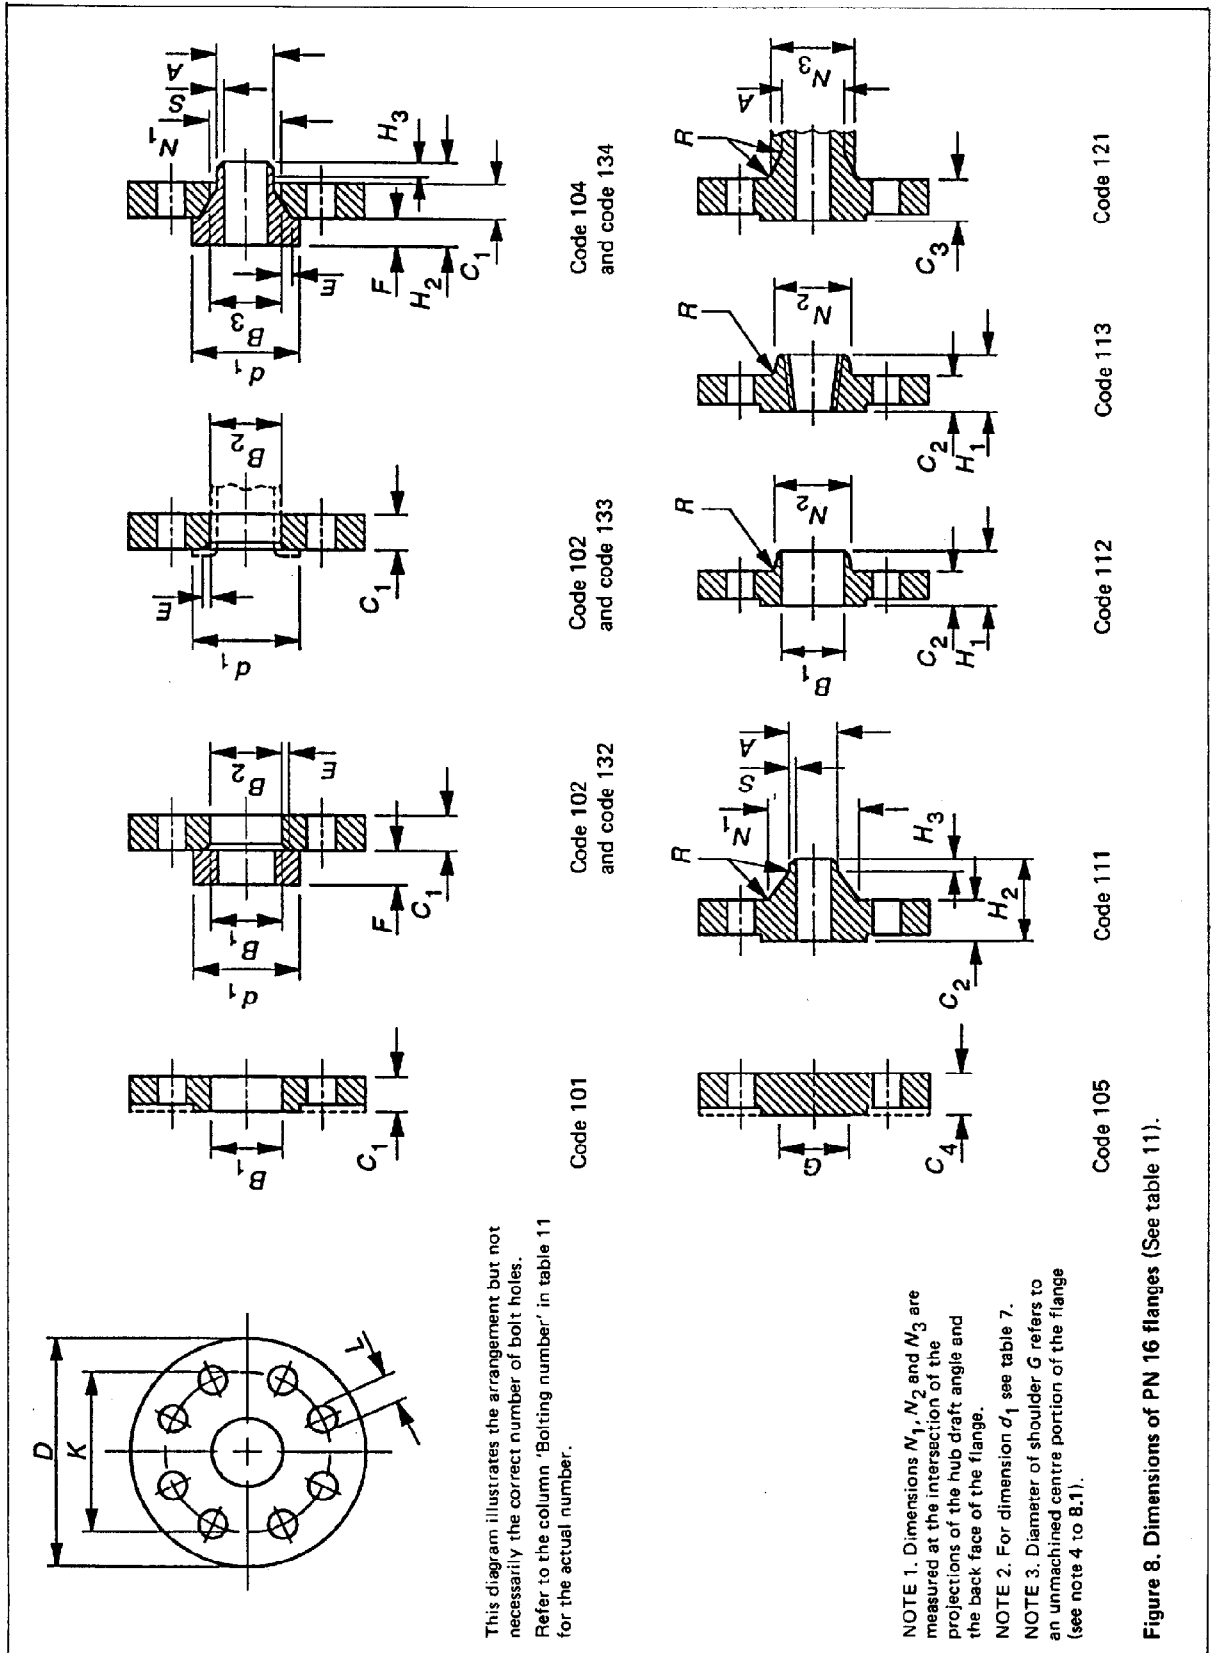 D
K
L
This diagram illustrates the arrangement but not
necessarily the correct number of bolt holes.
Refer to the column 'Bolting number' in table 11
for the actual number.
B1
C1
Code 101
d1
B1
F
C1
B2
E
Code 102
and code 132
d1
E
C1
B2
Code 102
and code 133
d1
B3
E
F
H2
C1
N1
S
A
H3
Code 104
and code 134
G
C4
Code 105
R
N1
S
A
C2
H2
H3
Code 111
R
B1
N2
C2
H1
Code 112
R
N2
C2
H1
Code 113
R
A
N3
C3
Code 121
NOTE 1. Dimensions N1, N2 and N3 are
measured at the intersection of the
projections of the hub draft angle and
the back face of the flange.
NOTE 2. For dimension d1 see table 7.
NOTE 3. Diameter of shoulder G refers to
an unmachined centre portion of the flange
(see note 4 to 8.1).
Figure 8. Dimensions of PN 16 flanges (See table 11).